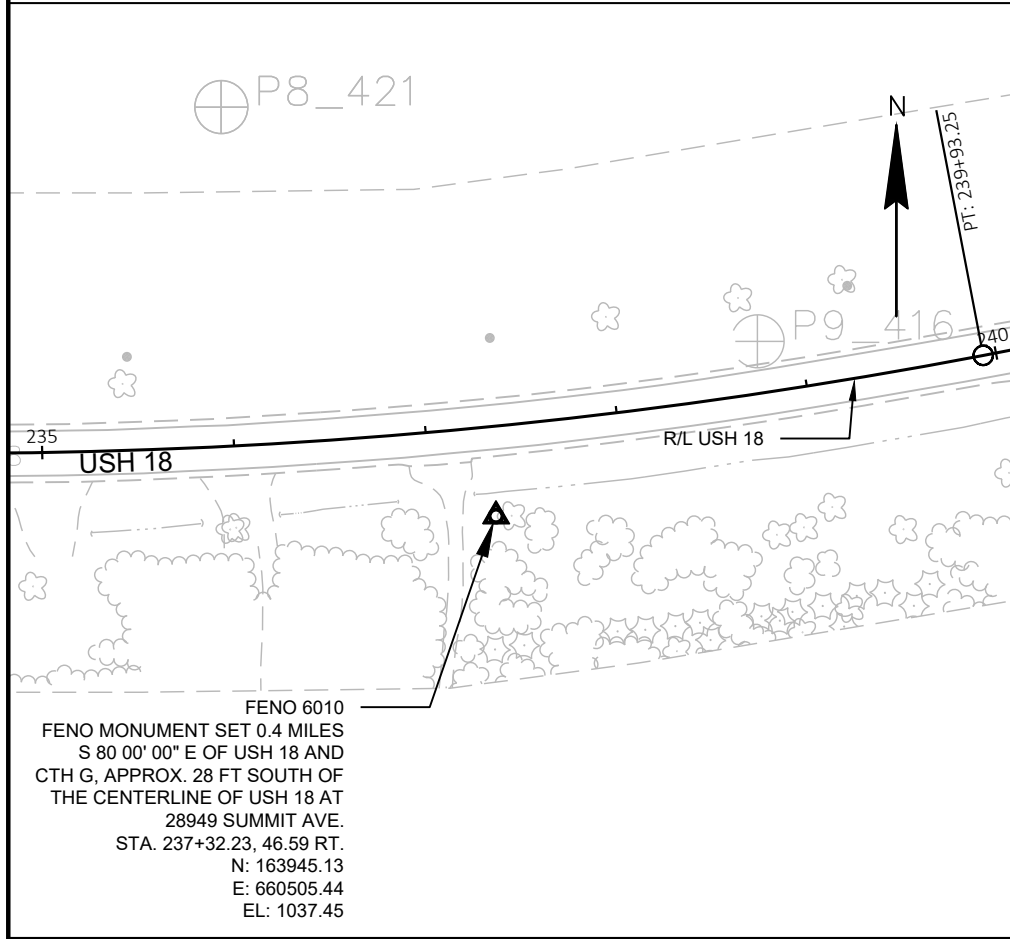 P8_421
N
PT: 239+93.25
P9_416
240
235
USH 18
R/L USH 18
FENO 6010
FENO MONUMENT SET 0.4 MILES
S 80 00' 00" E OF USH 18 AND
CTH G, APPROX. 28 FT SOUTH OF
THE CENTERLINE OF USH 18 AT
28949 SUMMIT AVE.
STA. 237+32.23, 46.59 RT.
N: 163945.13
E: 660505.44
EL: 1037.45